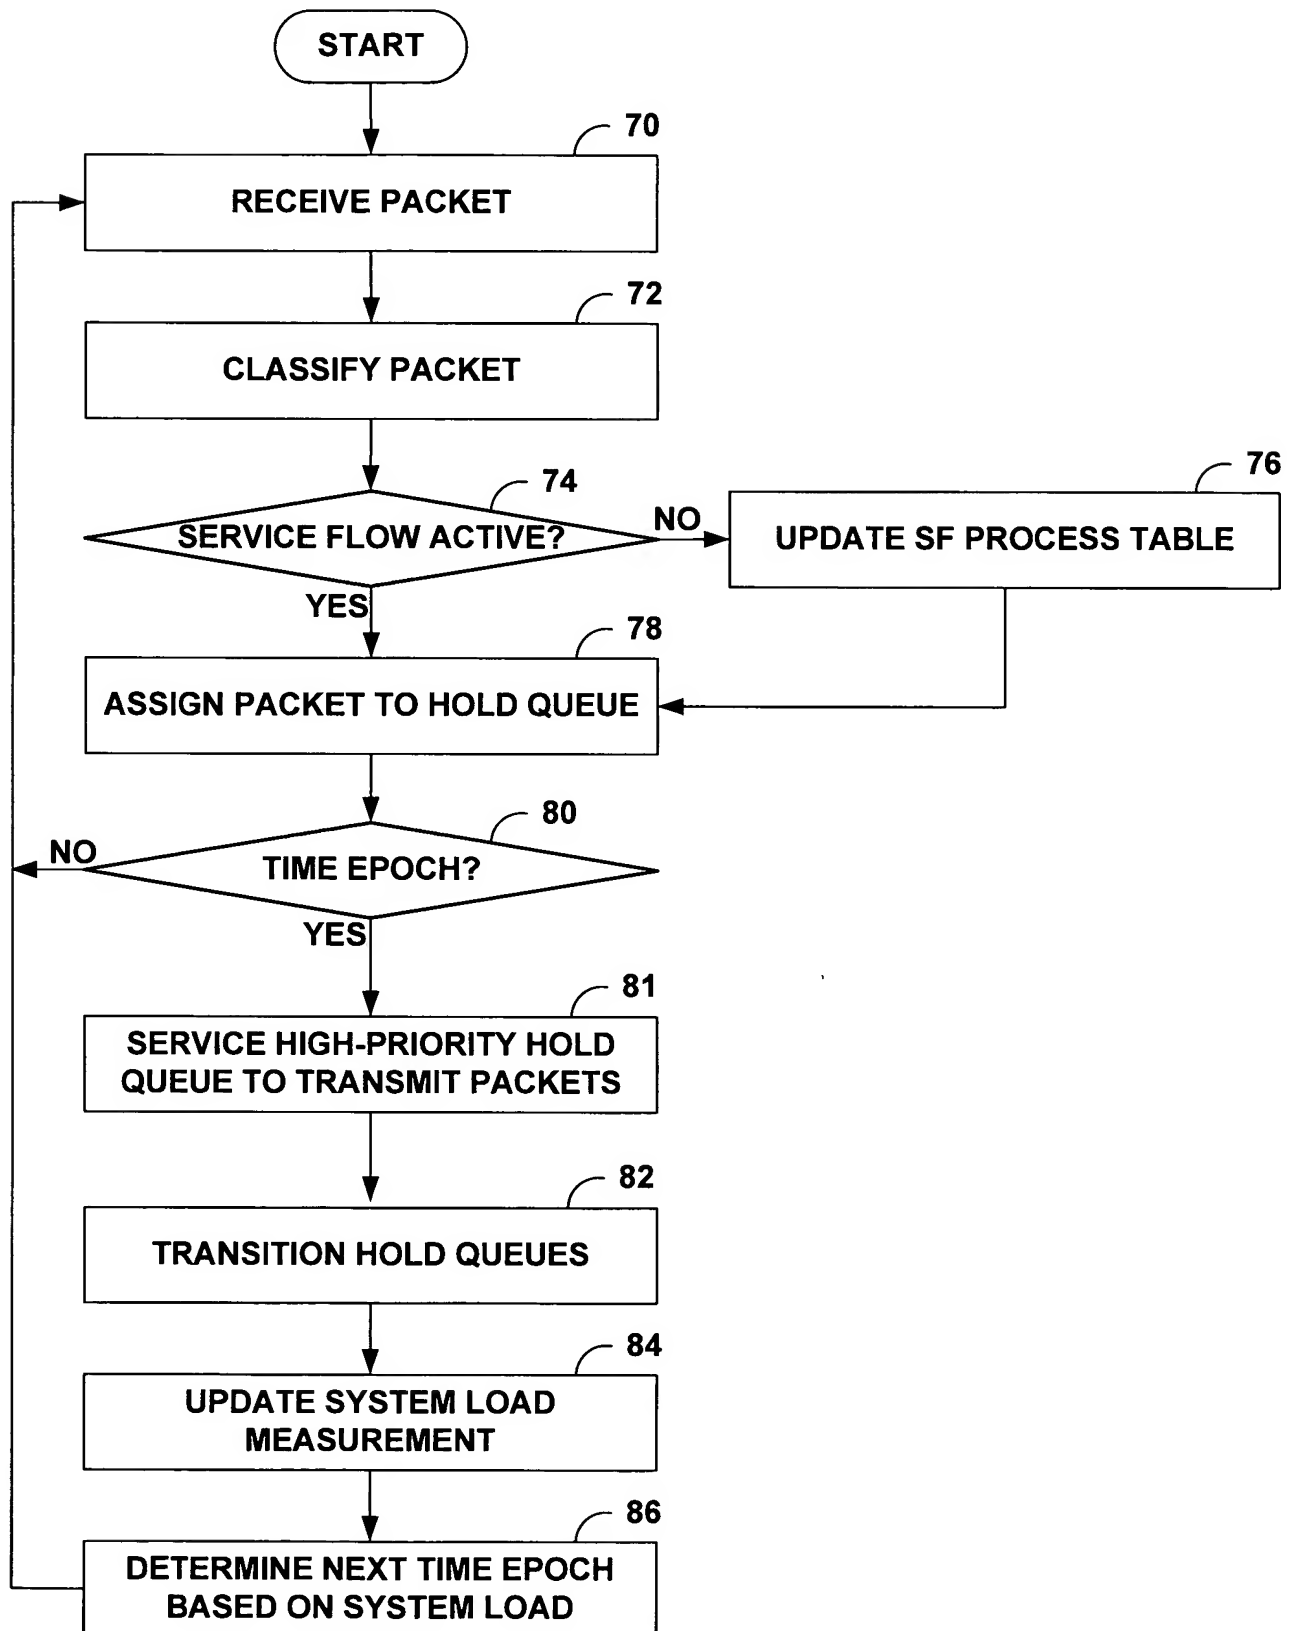 START
70
RECEIVE PACKET
72
CLASSIFY PACKET
74
SERVICE FLOW ACTIVE?
NO
76
UPDATE SF PROCESS TABLE
YES
78
ASSIGN PACKET TO HOLD QUEUE
80
NO
TIME EPOCH?
YES
81
SERVICE HIGH-PRIORITY HOLD
QUEUE TO TRANSMIT PACKETS
82
TRANSITION HOLD QUEUES
84
UPDATE SYSTEM LOAD
MEASUREMENT
86
DETERMINE NEXT TIME EPOCH
BASED ON SYSTEM LOAD